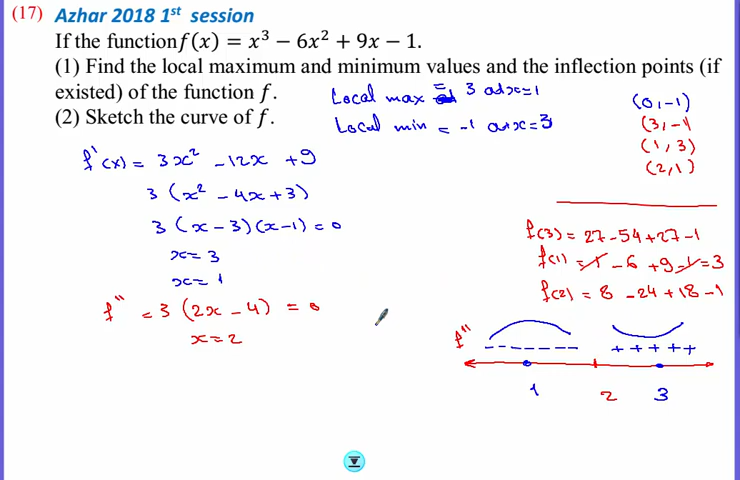 (17) Azhar 2018 1st session
If the function f(x) = x³ − 6x² + 9x − 1.
(1) Find the local maximum and minimum values and the inflection points (if
existed) of the function f.
(2) Sketch the curve of f.
Local max = 3 at x=1
Local min = -1 at x=3
(0,-1)
(3,-1
(1,3)
(2,1)
f'(x) = 3x² -12x +9
3 (x² -4x+3)
3 (x-3)(x-1)=0
x=3
x=1
f'' = 3 (2x-4) = 0
x=2
f(3) = 27-54+27-1
f(1) = 1 -6 +9 -1 =3
f(2) = 8 -24 +18 -1
f'' - - - - - - + + + + +
1 2 3